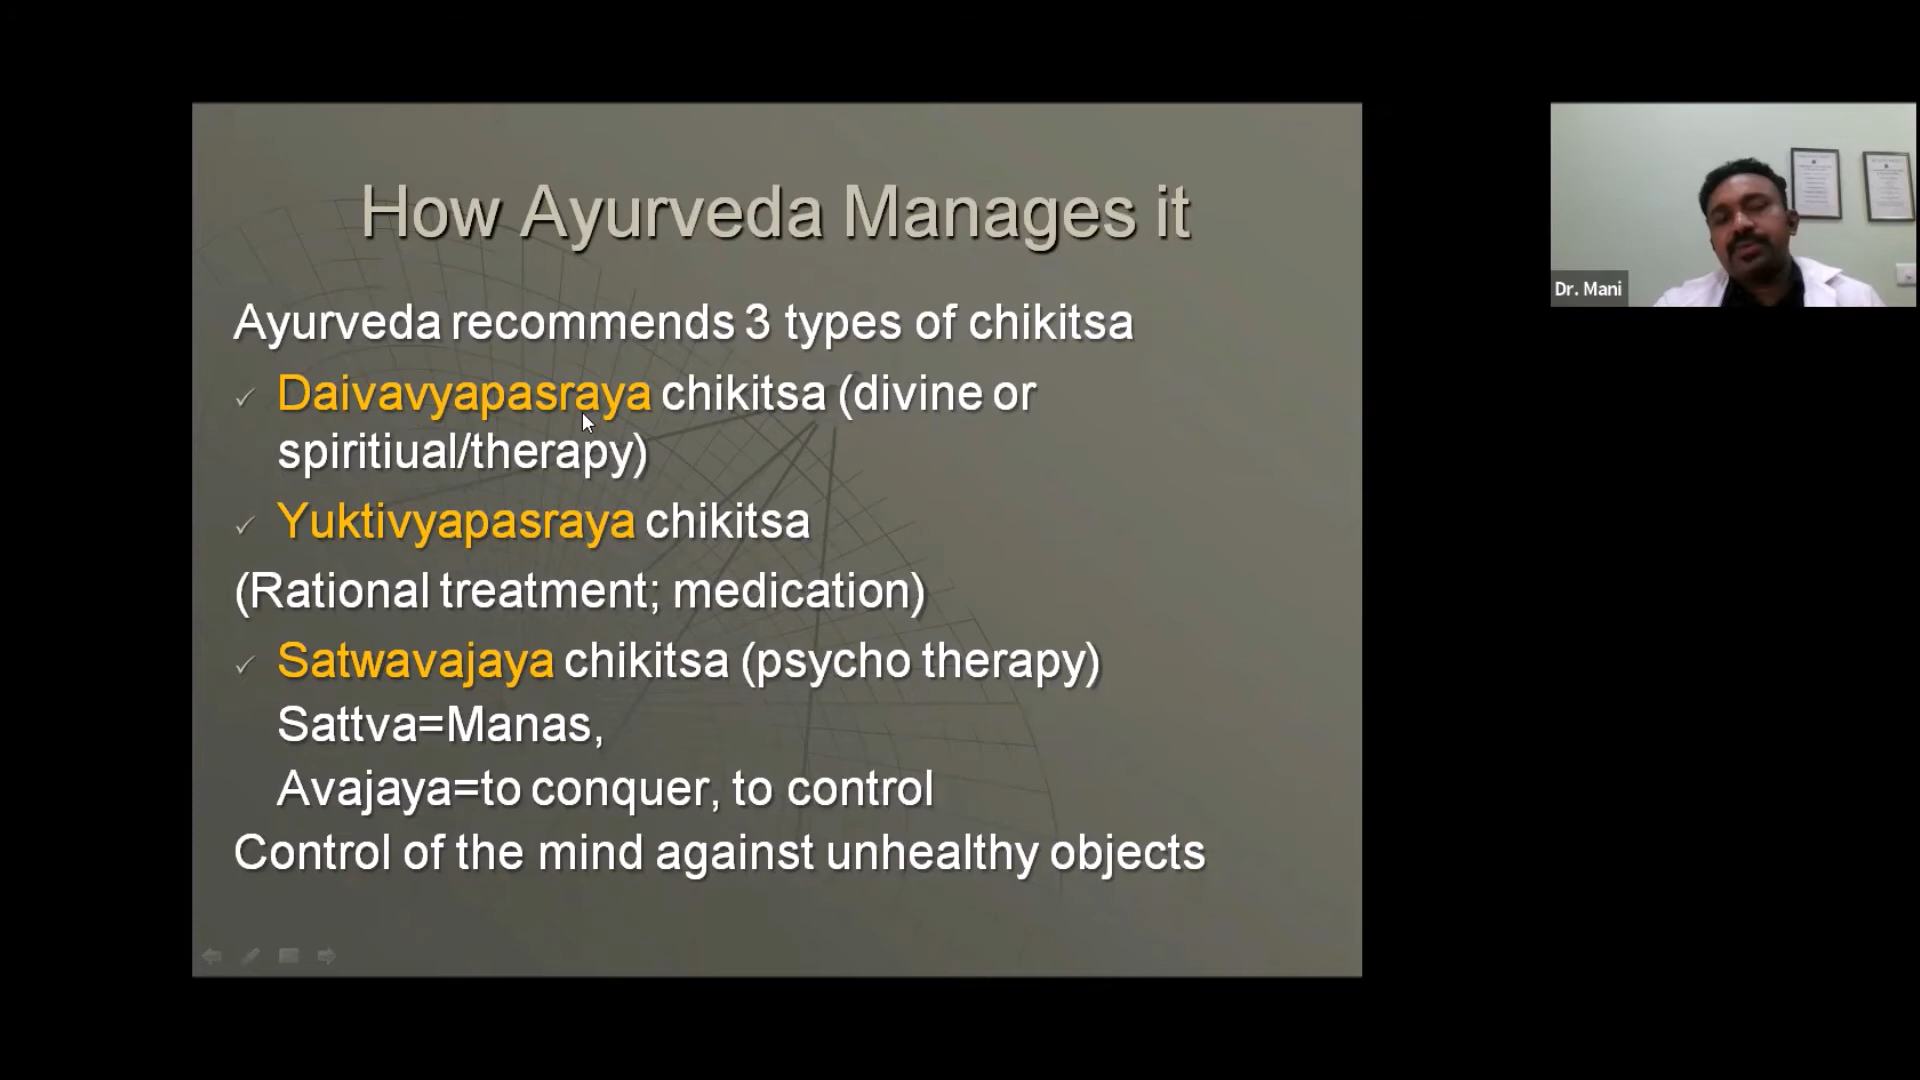 How Ayurveda Manages it
Ayurveda recommends 3 types of chikitsa
✓ Daivavyapasraya chikitsa (divine or
spiritiual/therapy)
✓ Yuktivyapasraya chikitsa
(Rational treatment; medication)
✓ Satwavajaya chikitsa (psycho therapy)
Sattva=Manas,
Avajaya=to conquer, to control
Control of the mind against unhealthy objects
Dr. Mani